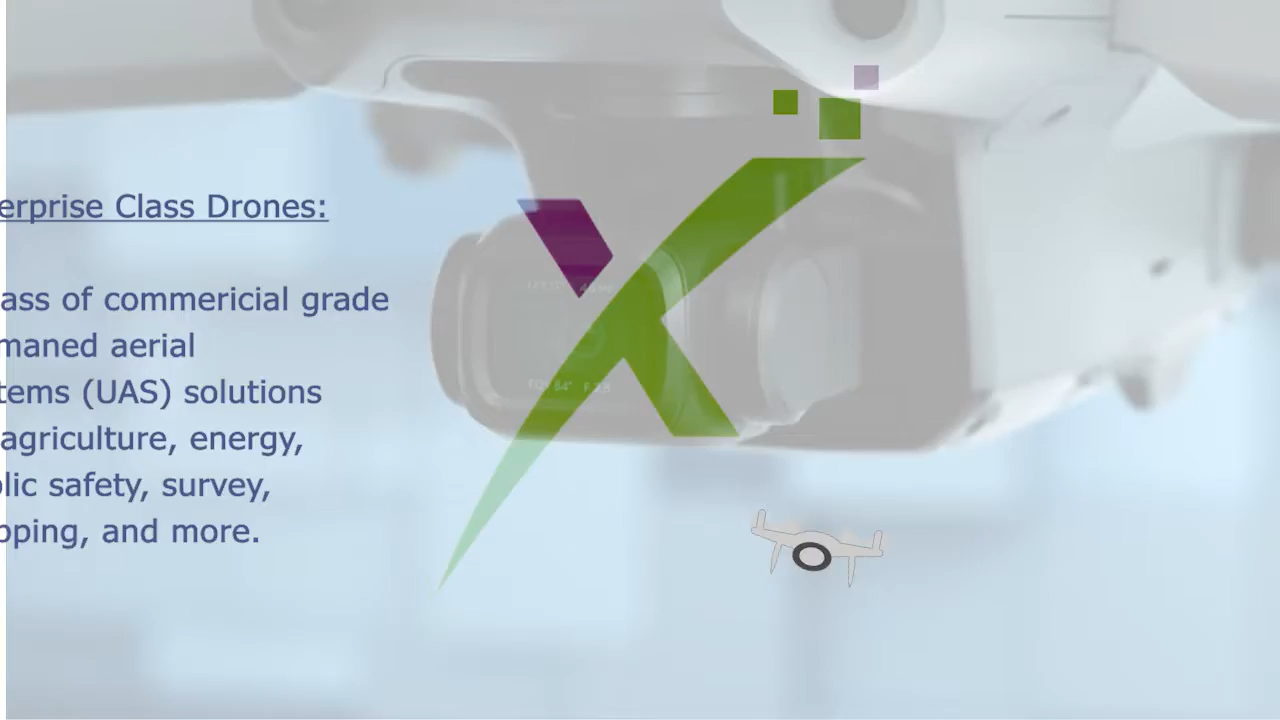 erprise Class Drones:
ass of commericial grade
maned aerial
tems (UAS) solutions
agriculture, energy,
lic safety, survey,
pping, and more.